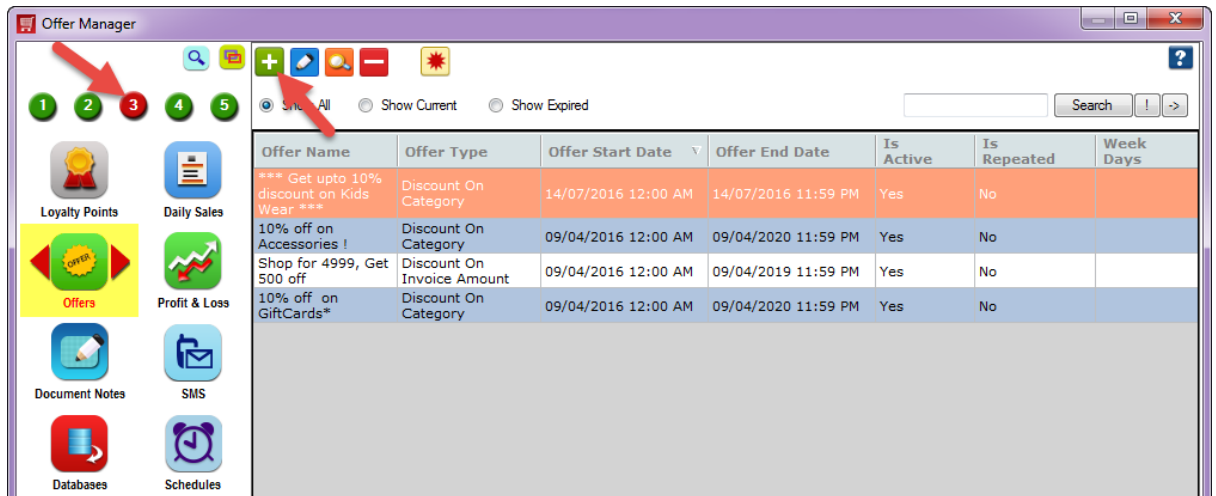 Offer Manager
X
?
1 2 3 4 5
Show All Show Current Show Expired Search ! ->
Offer Name Offer Type Offer Start Date Offer End Date Is Active Is Repeated Week Days
*** Get upto 10% discount on Kids Wear *** Discount On Category 14/07/2016 12:00 AM 14/07/2016 11:59 PM Yes No
10% off on Accessories ! Discount On Category 09/04/2016 12:00 AM 09/04/2020 11:59 PM Yes No
Shop for 4999, Get 500 off Discount On Invoice Amount 09/04/2016 12:00 AM 09/04/2019 11:59 PM Yes No
10% off on GiftCards* Discount On Category 09/04/2016 12:00 AM 09/04/2020 11:59 PM Yes No
Loyalty Points Daily Sales
OFFER
Offers Profit & Loss
Document Notes SMS
Databases Schedules